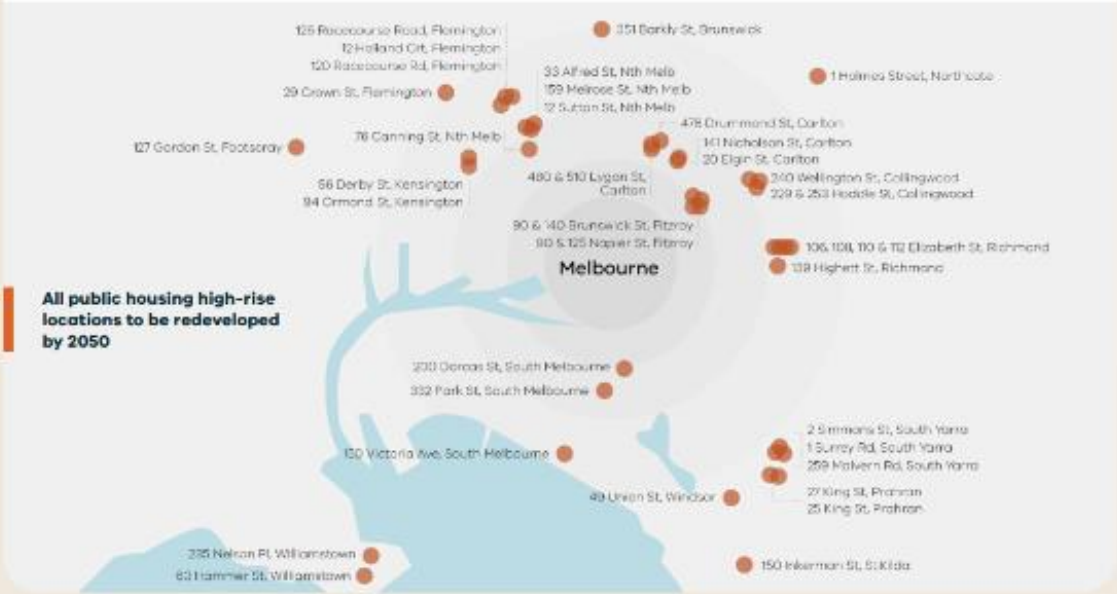 126 Racecourse Road, Flemington
12 Holland Crt, Flemington
120 Racecourse Rd, Flemington
29 Crown St, Flemington
351 Barkly St, Brunswick
1 Holmes Street, Northcote
33 Alfred St, Nth Melb
159 Melrose St, Nth Melb
12 Sutton St, Nth Melb
76 Canning St, Nth Melb
127 Gordon St, Footscray
56 Derby St, Kensington
94 Ormond St, Kensington
478 Drummond St, Carlton
141 Nicholson St, Carlton
20 Elgin St, Carlton
480 & 510 Lygon St,
Carlton
240 Wellington St, Collingwood
229 & 253 Hoddle St, Collingwood
90 & 140 Brunswick St, Fitzroy
90 & 125 Napier St, Fitzroy
106, 108, 110 & 112 Elizabeth St, Richmond
139 Highett St, Richmond
Melbourne
All public housing high-rise
locations to be redeveloped
by 2050
200 Dorcas St, South Melbourne
332 Park St, South Melbourne
150 Victoria Ave, South Melbourne
2 Simmons St, South Yarra
1 Surrey Rd, South Yarra
259 Malvern Rd, South Yarra
27 King St, Prahran
25 King St, Prahran
49 Union St, Windsor
235 Nelson Pl, Williamstown
63 Hanmer St, Williamstown
150 Inkerman St, St Kilda